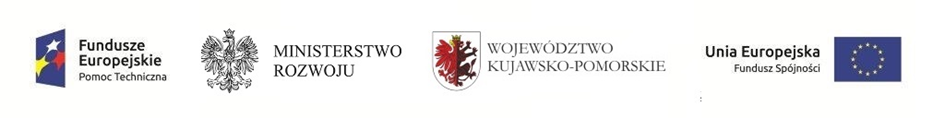 Fundusze
Europejskie
Pomoc Techniczna
MINISTERSTWO
ROZWOJU
WOJEWÓDZTWO
KUJAWSKO-POMORSKIE
Unia Europejska
Fundusz Spójności